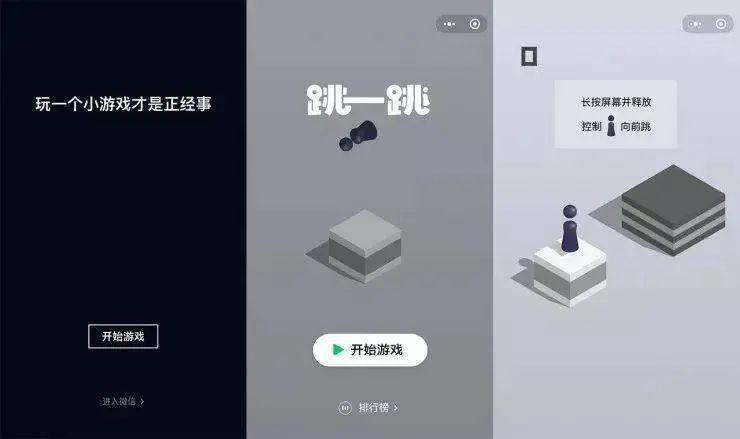 玩一个小游戏才是正经事
开始游戏
进入微信
跳一跳
开始游戏
排行榜
长按屏幕并释放
控制 向前跳